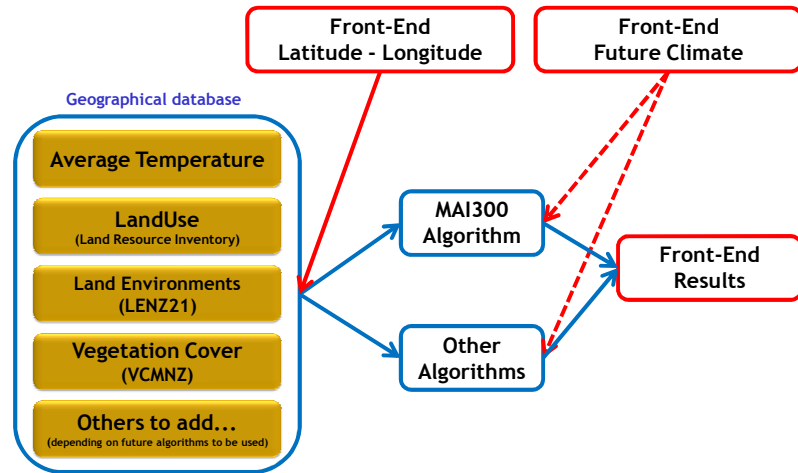 Front-End
Latitude - Longitude
Front-End
Future Climate
Geographical database
Average Temperature
LandUse
(Land Resource Inventory)
Land Environments
(LENZ21)
Vegetation Cover
(VCMNZ)
Others to add...
(depending on future algorithms to be used)
MAI300
Algorithm
Other
Algorithms
Front-End
Results